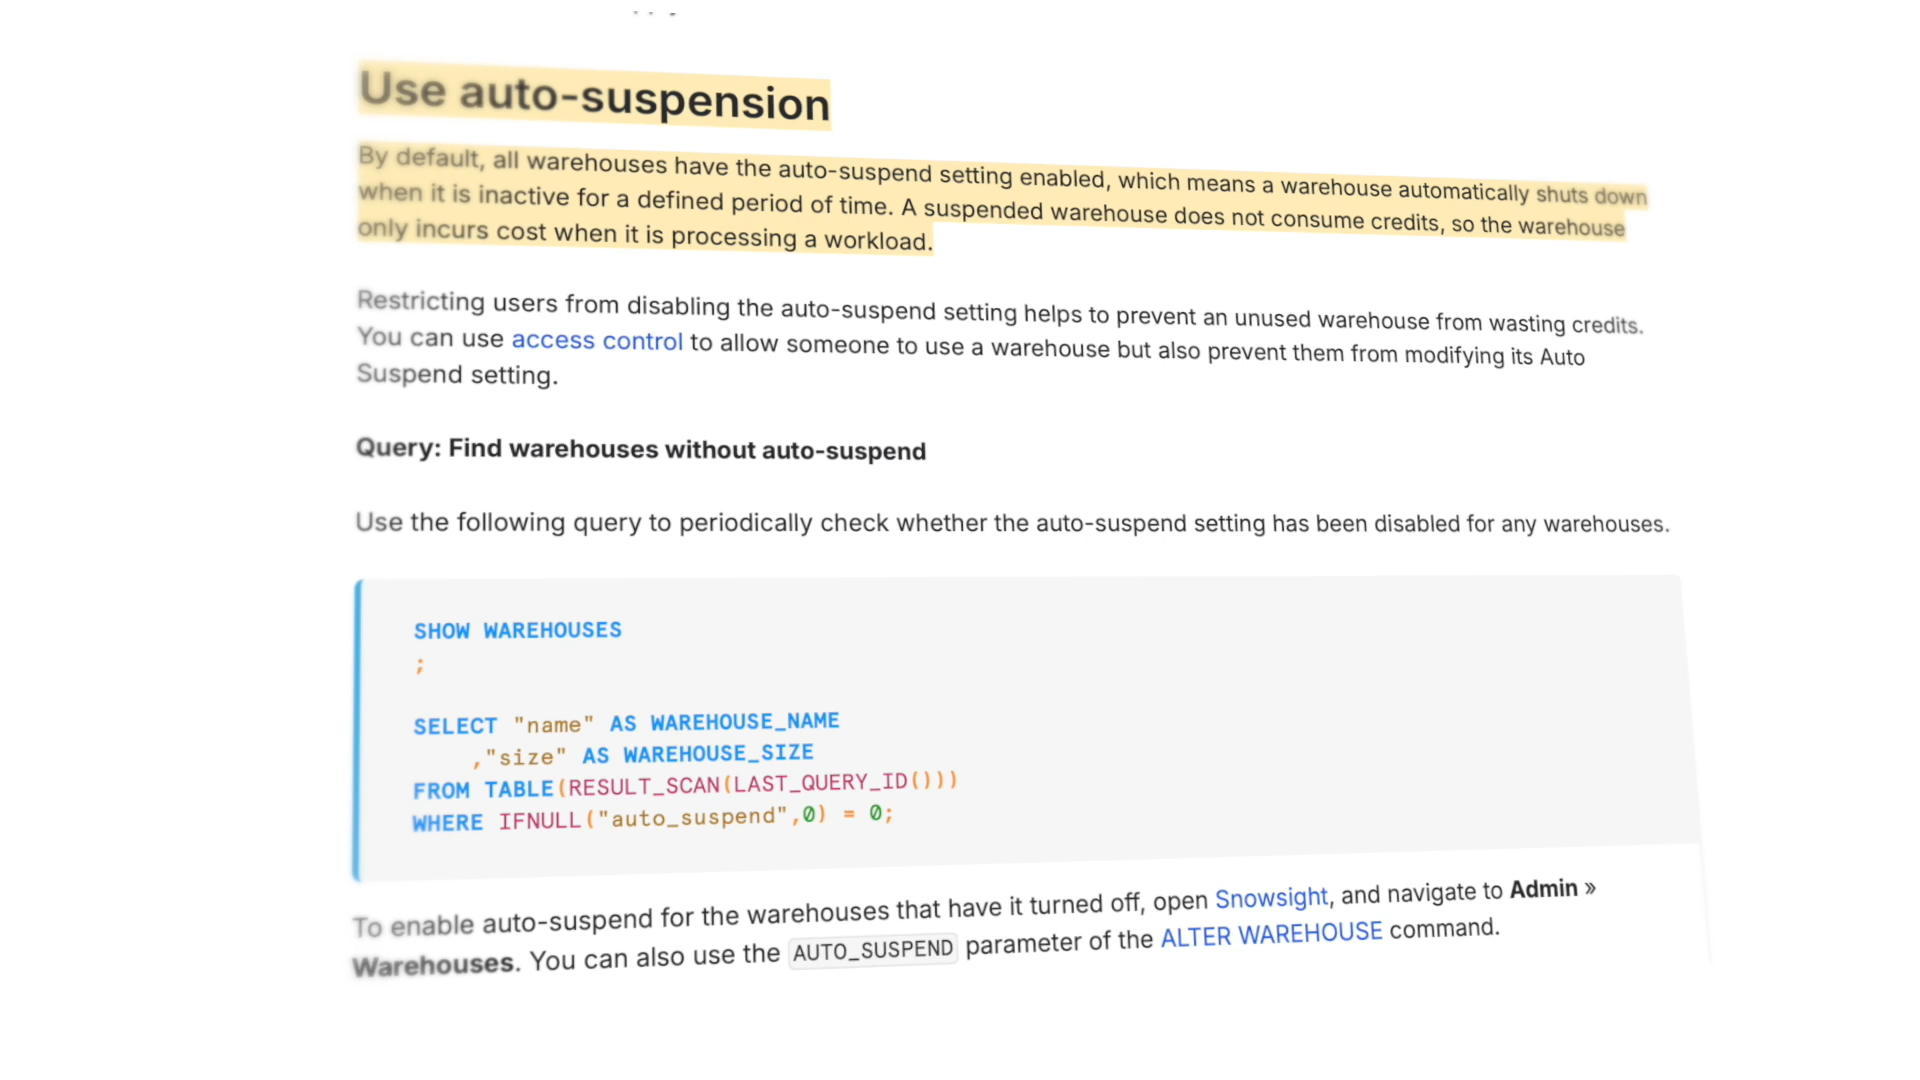 Use auto-suspension
By default, all warehouses have the auto-suspend setting enabled, which means a warehouse automatically shuts down
when it is inactive for a defined period of time. A suspended warehouse does not consume credits, so the warehouse
only incurs cost when it is processing a workload.
Restricting users from disabling the auto-suspend setting helps to prevent an unused warehouse from wasting credits.
You can use access control to allow someone to use a warehouse but also prevent them from modifying its Auto
Suspend setting.
Query: Find warehouses without auto-suspend
Use the following query to periodically check whether the auto-suspend setting has been disabled for any warehouses.
SHOW WAREHOUSES
;
SELECT "name" AS WAREHOUSE_NAME
,"size" AS WAREHOUSE_SIZE
FROM TABLE(RESULT_SCAN(LAST_QUERY_ID()))
WHERE IFNULL("auto_suspend",0) = 0;
To enable auto-suspend for the warehouses that have it turned off, open Snowsight, and navigate to Admin »
Warehouses. You can also use the AUTO_SUSPEND parameter of the ALTER WAREHOUSE command.